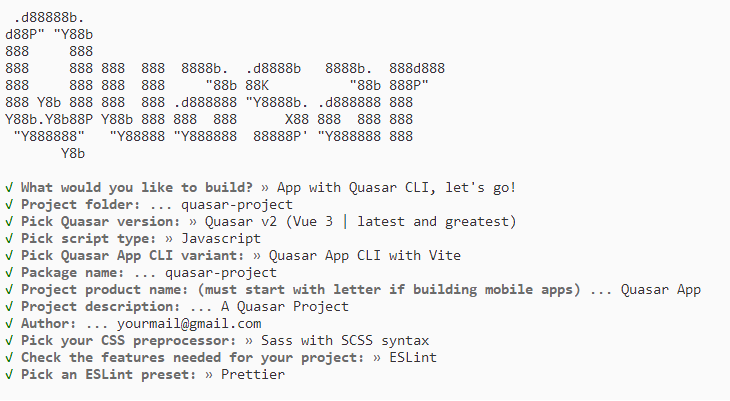 .d88888b.
d88P" "Y88b
888     888
888     888 888  888  8888b.  .d8888b   8888b.  888d888
888     888 888  888     "88b 88K          "88b 888P"
888 Y8b 888 888  888 .d888888 "Y8888b. .d888888 888
Y88b.Y8b88P Y88b 888 888  888      X88 888  888 888
 "Y888888"   "Y88888 "Y888888  88888P' "Y888888 888
       Y8b
√ What would you like to build? » App with Quasar CLI, let's go!
√ Project folder: ... quasar-project
√ Pick Quasar version: » Quasar v2 (Vue 3 | latest and greatest)
√ Pick script type: » Javascript
√ Pick Quasar App CLI variant: » Quasar App CLI with Vite
√ Package name: ... quasar-project
√ Project product name: (must start with letter if building mobile apps) ... Quasar App
√ Project description: ... A Quasar Project
√ Author: ... yourmail@gmail.com
√ Pick your CSS preprocessor: » Sass with SCSS syntax
√ Check the features needed for your project: » ESLint
√ Pick an ESLint preset: » Prettier